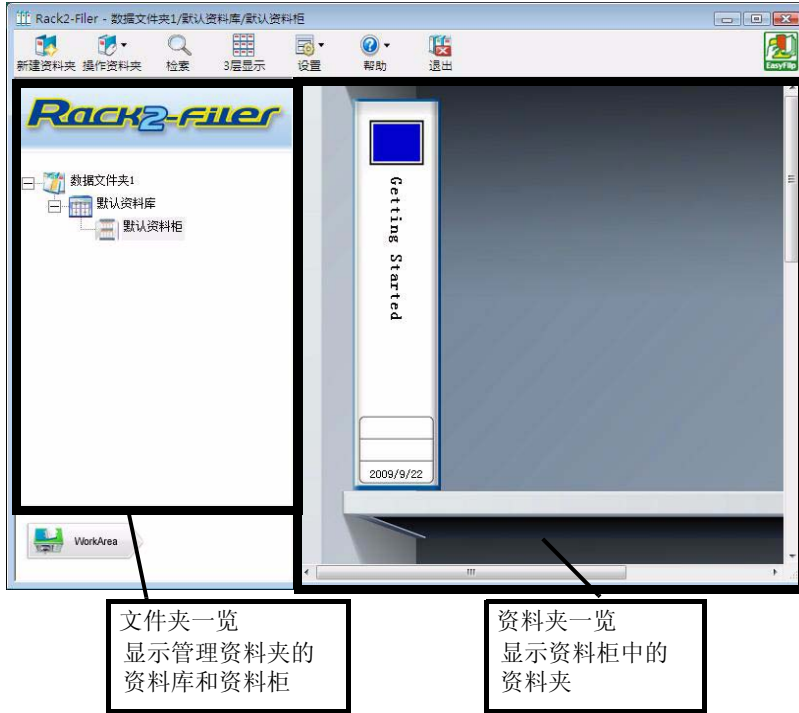 Rack2-Filer - 数据文件夹1/默认资料库/默认资料柜
新建资料夹 操作资料夹 检索 3层显示 设置 帮助 退出
EasyFlip
Rack2-Filer
数据文件夹1
默认资料库
默认资料柜
Getting Started
2009/9/22
WorkArea
文件夹一览
显示管理资料夹的
资料库和资料柜
资料夹一览
显示资料柜中的
资料夹